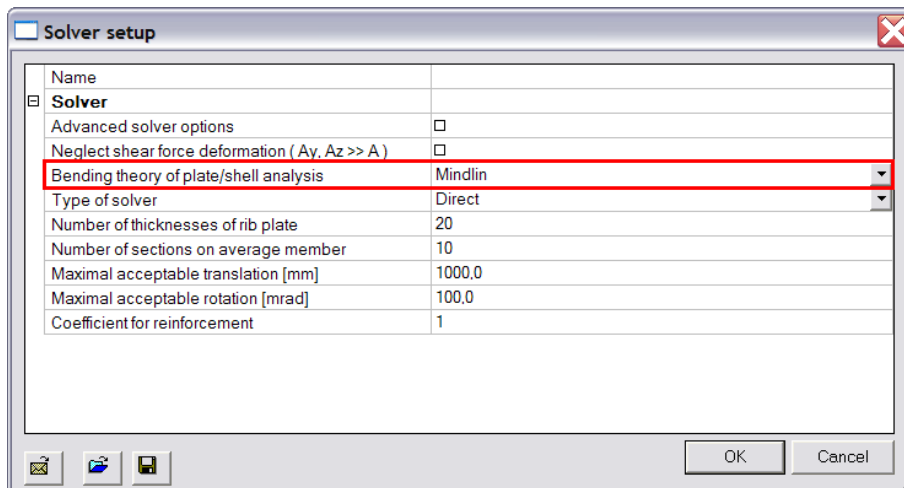 Solver setup
Name
Solver
Advanced solver options
Neglect shear force deformation ( Ay, Az >> A )
Bending theory of plate/shell analysis Mindlin
Type of solver Direct
Number of thicknesses of rib plate 20
Number of sections on average member 10
Maximal acceptable translation [mm] 1000,0
Maximal acceptable rotation [mrad] 100,0
Coefficient for reinforcement 1
OK Cancel